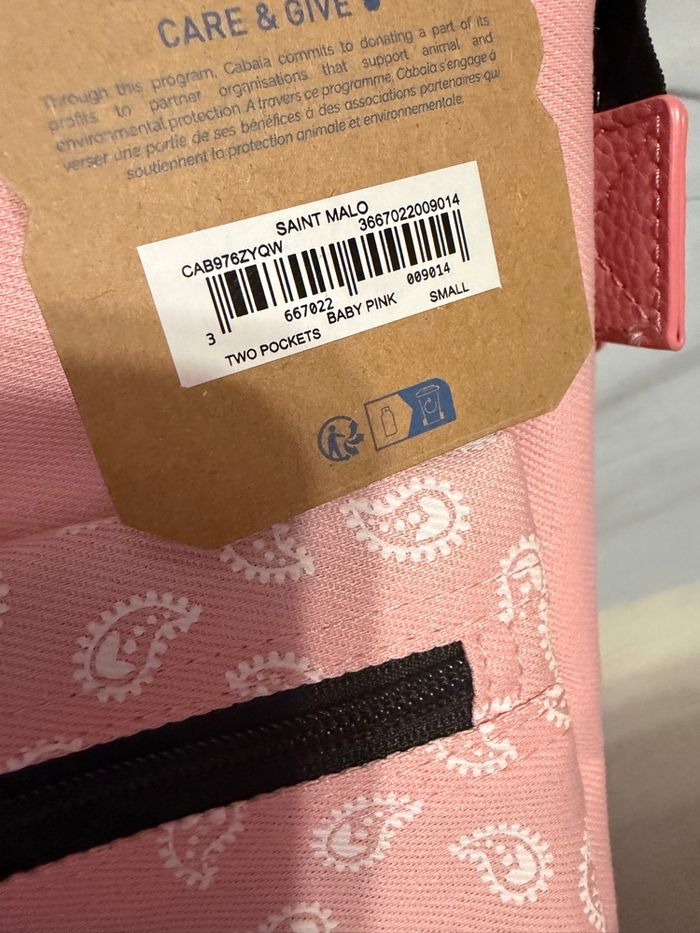 CARE & GIVE
Through this program, Cabaïa commits to donating a part of its
profits to partner organisations that support animal and
environmental protection. A travers ce programme, Cabaïa s'engage à
verser une partie de ses bénéfices à des associations partenaires qui
soutiennent la protection animale et environnementale.
SAINT MALO
CAB976ZYQW 3667022009014
3 667022 009014
TWO POCKETS BABY PINK SMALL